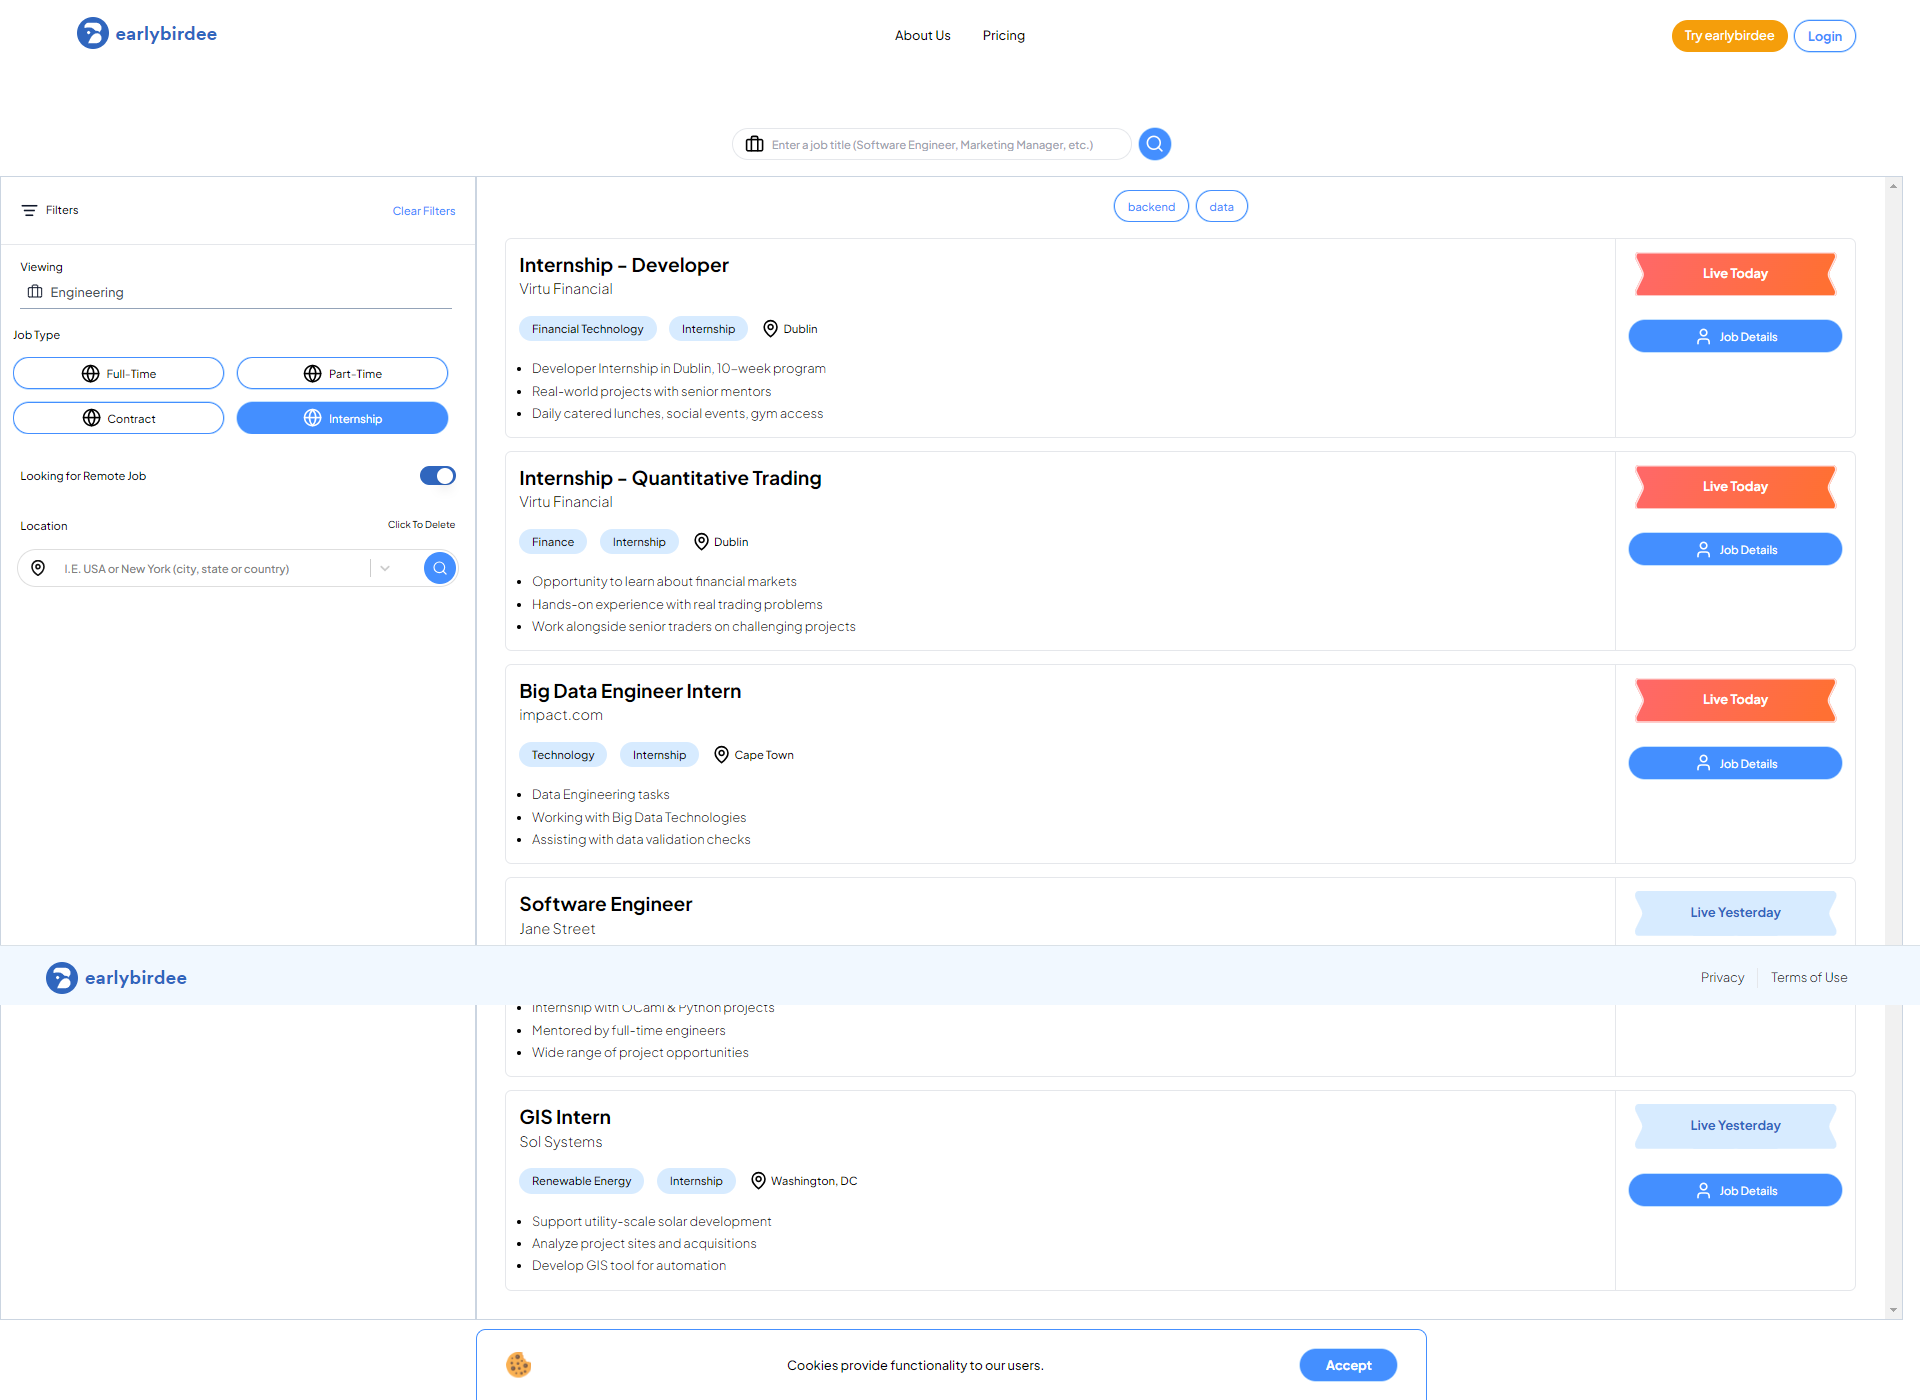 earlybirdee
About Us
Pricing
Try earlybirdee
Login
Enter a job title (Software Engineer, Marketing Manager, etc.)
Filters
Clear Filters
Viewing
Engineering
Job Type
Full-Time
Part-Time
Contract
Internship
Looking for Remote Job
Location
Click To Delete
I.E. USA or New York (city, state or country)
backend
data
Internship - Developer
Virtu Financial
Financial Technology
Internship
Dublin
Developer Internship in Dublin, 10-week program
Real-world projects with senior mentors
Daily catered lunches, social events, gym access
Live Today
Job Details
Internship - Quantitative Trading
Virtu Financial
Finance
Internship
Dublin
Opportunity to learn about financial markets
Hands-on experience with real trading problems
Work alongside senior traders on challenging projects
Live Today
Job Details
Big Data Engineer Intern
impact.com
Technology
Internship
Cape Town
Data Engineering tasks
Working with Big Data Technologies
Assisting with data validation checks
Live Today
Job Details
Software Engineer
Jane Street
Live Yesterday
earlybirdee
Privacy
Terms of Use
Internship with OCaml & Python projects
Mentored by full-time engineers
Wide range of project opportunities
GIS Intern
Sol Systems
Renewable Energy
Internship
Washington, DC
Support utility-scale solar development
Analyze project sites and acquisitions
Develop GIS tool for automation
Live Yesterday
Job Details
Cookies provide functionality to our users.
Accept